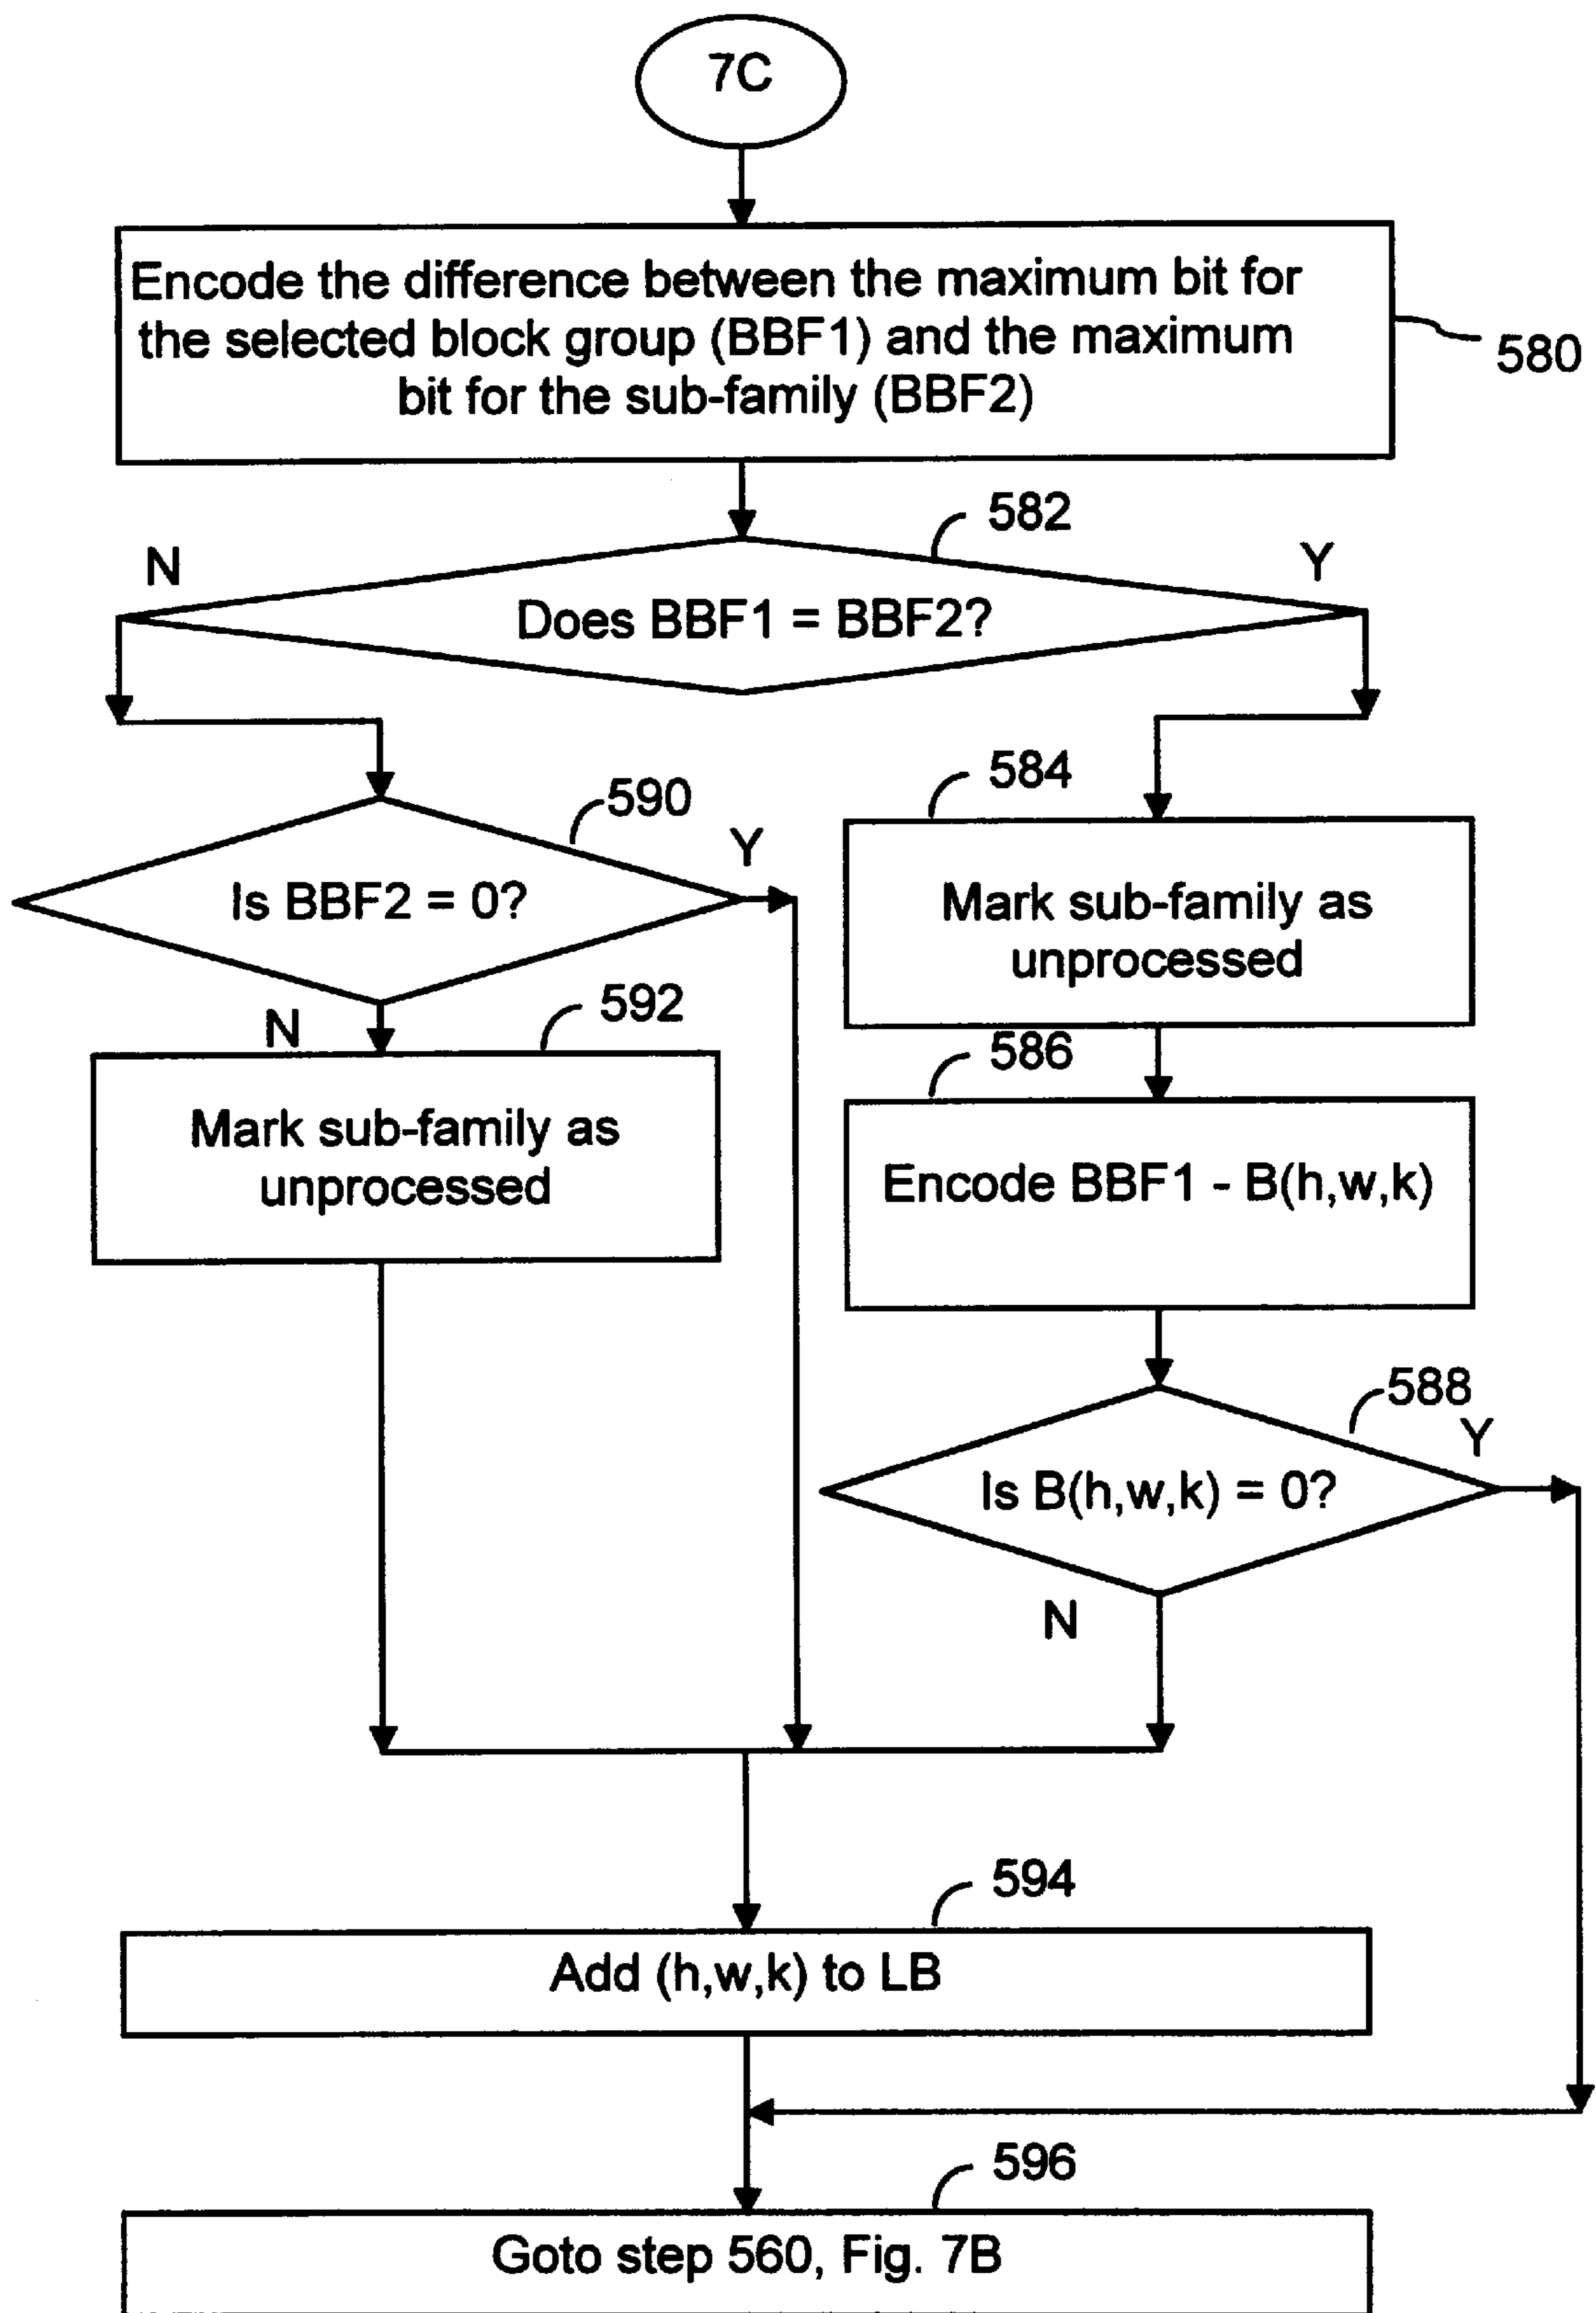 7C
Encode the difference between the maximum bit for
the selected block group (BBF1) and the maximum
bit for the sub-family (BBF2)
580
582
N
Y
Does BBF1 = BBF2?
584
590
Y
Is BBF2 = 0?
Mark sub-family as
unprocessed
N
592
586
Mark sub-family as
unprocessed
Encode BBF1 - B(h,w,k)
588
Y
Is B(h,w,k) = 0?
N
594
Add (h,w,k) to LB
596
Goto step 560, Fig. 7B